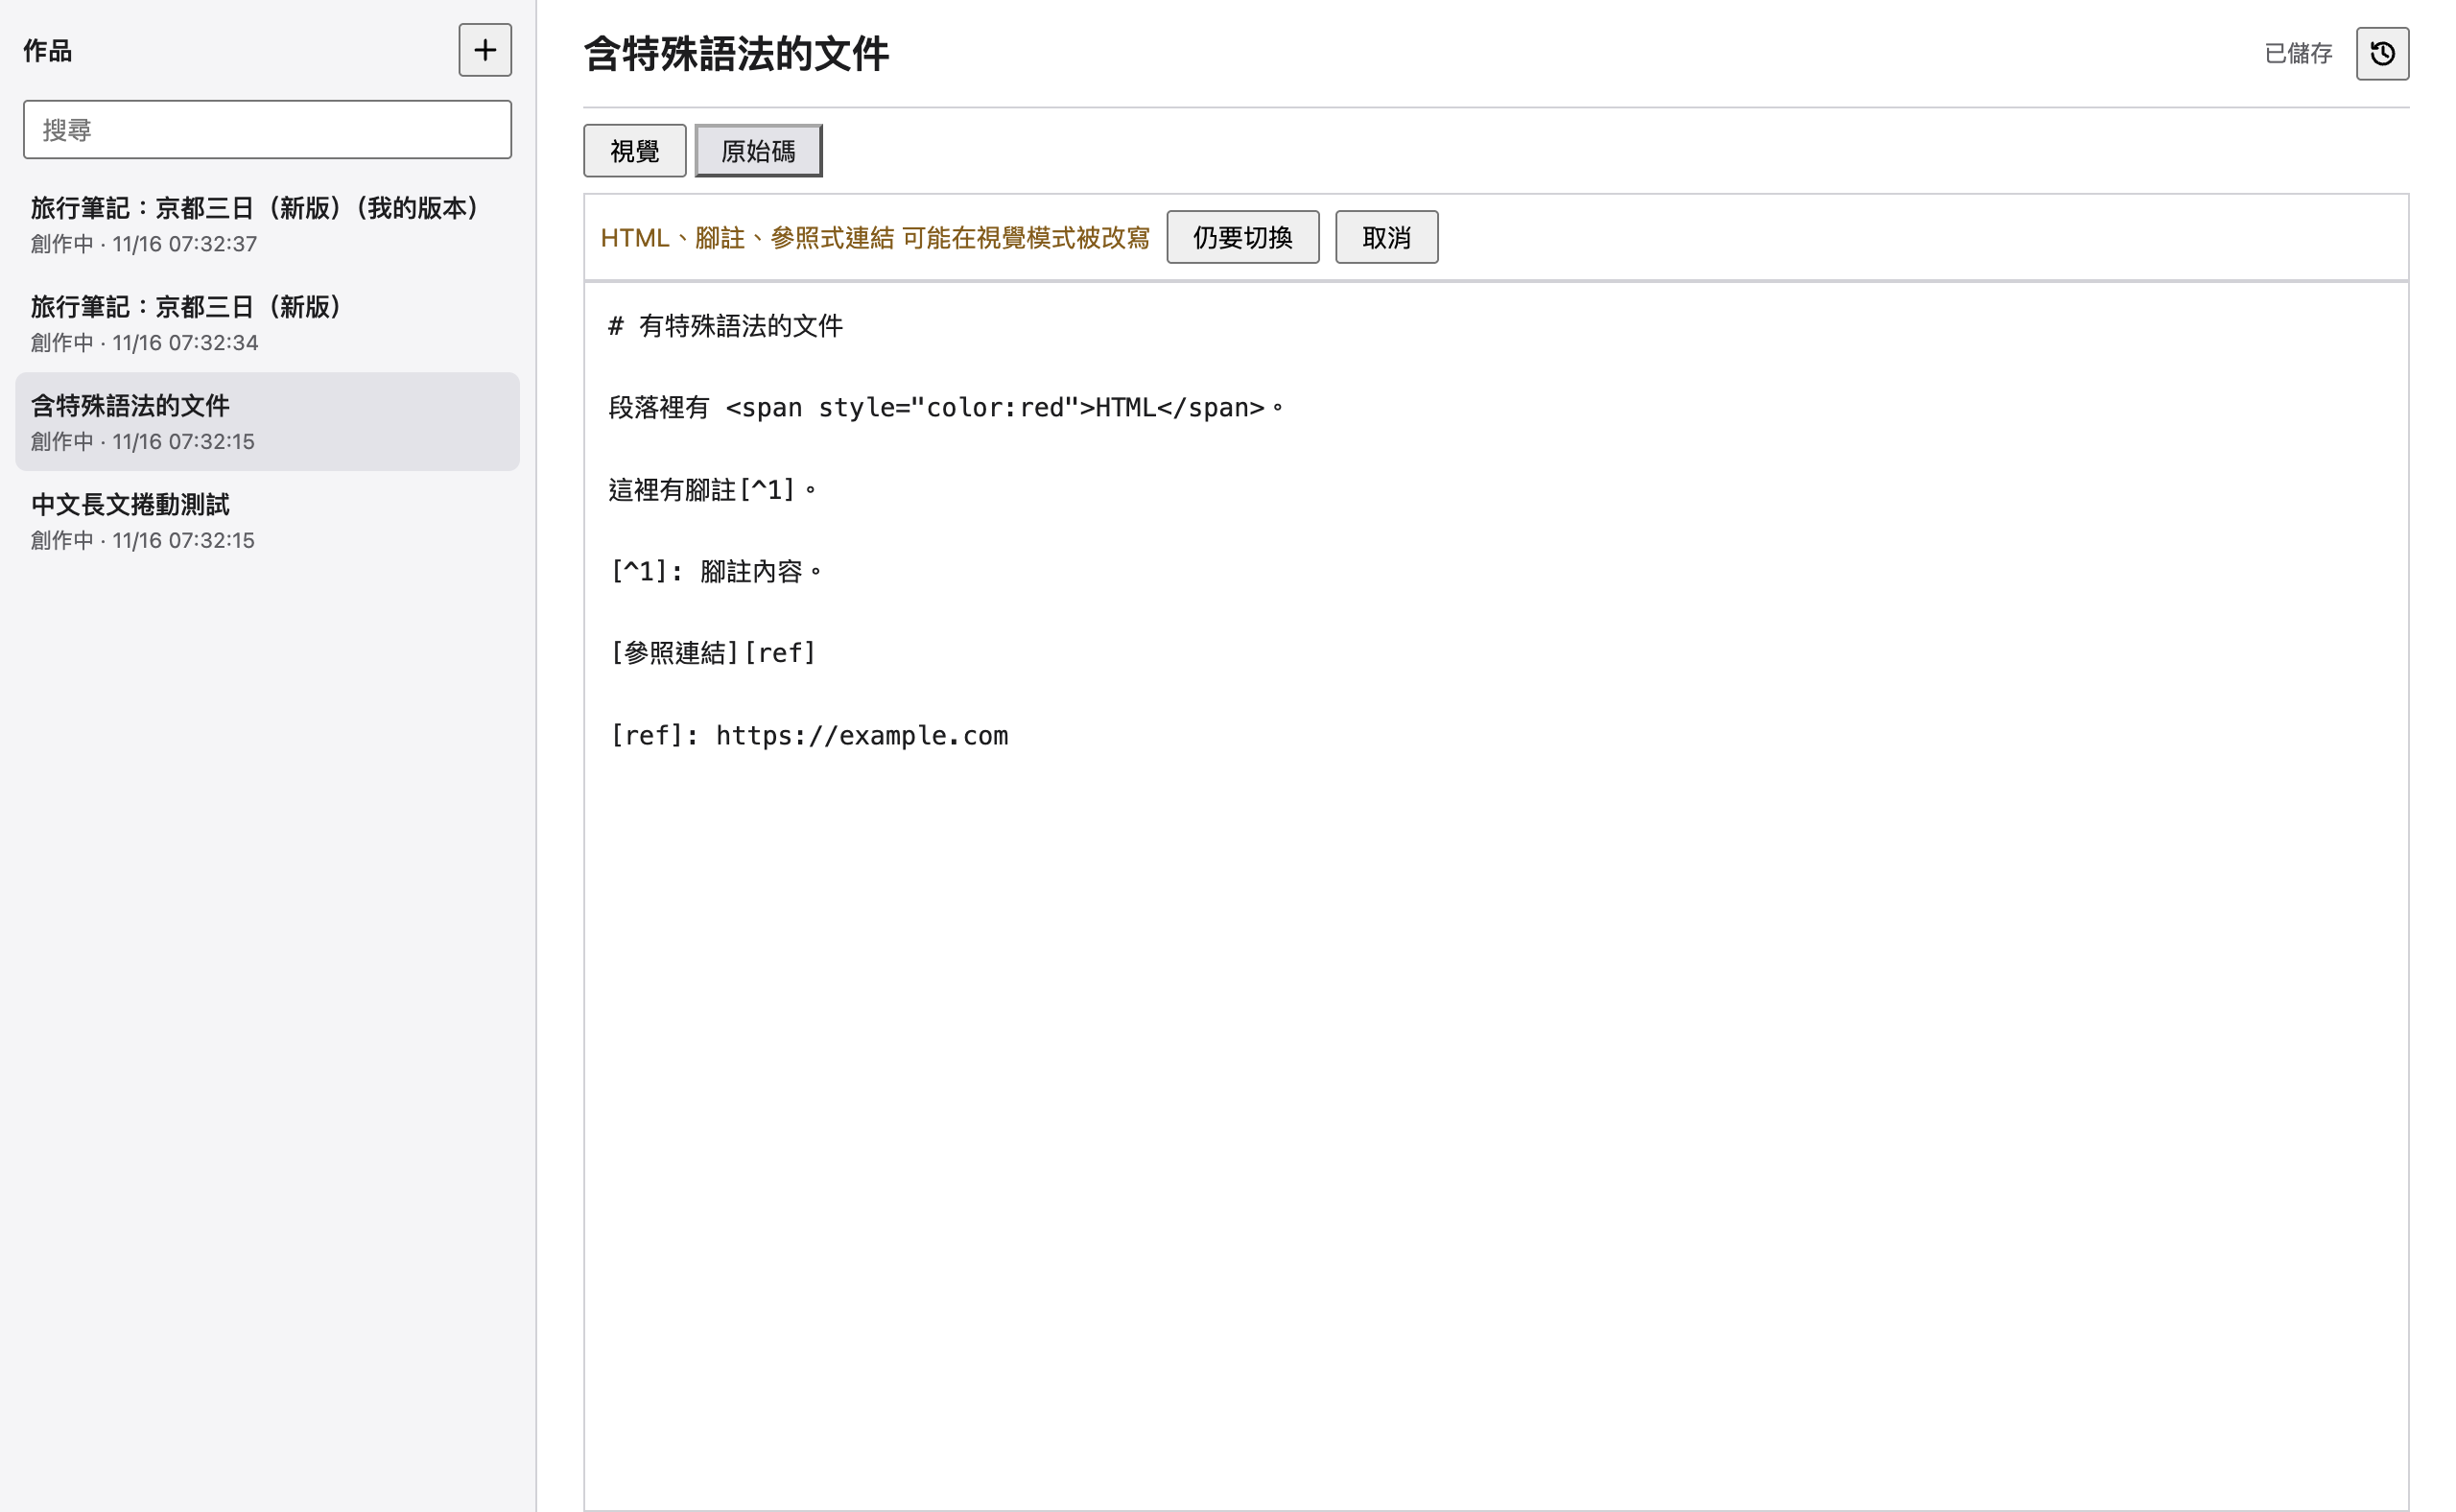 作品
搜尋
旅行筆記：京都三日（新版）（我的版本）
創作中 · 11/16 07:32:37
旅行筆記：京都三日（新版）
創作中 · 11/16 07:32:34
含特殊語法的文件
創作中 · 11/16 07:32:15
中文長文捲動測試
創作中 · 11/16 07:32:15
含特殊語法的文件
已儲存
視覺 原始碼
HTML、腳註、參照式連結 可能在視覺模式被改寫 仍要切換 取消
# 有特殊語法的文件
段落裡有 <span style="color:red">HTML</span>。
這裡有腳註[^1]。
[^1]: 腳註內容。
[參照連結][ref]
[ref]: https://example.com